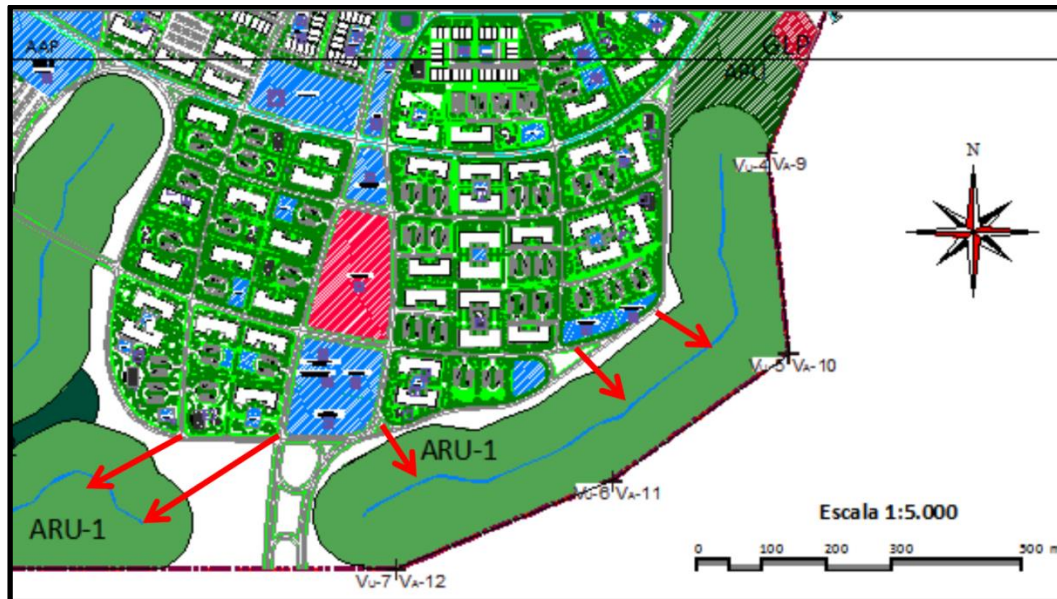 GLP
AAP
APU
VU-4 VA-9
N
VU-5 VA-10
ARU-1
VU-6 VA-11
ARU-1
Escala 1:5.000
0 100 200 300 500 m
VU-7 VA-12